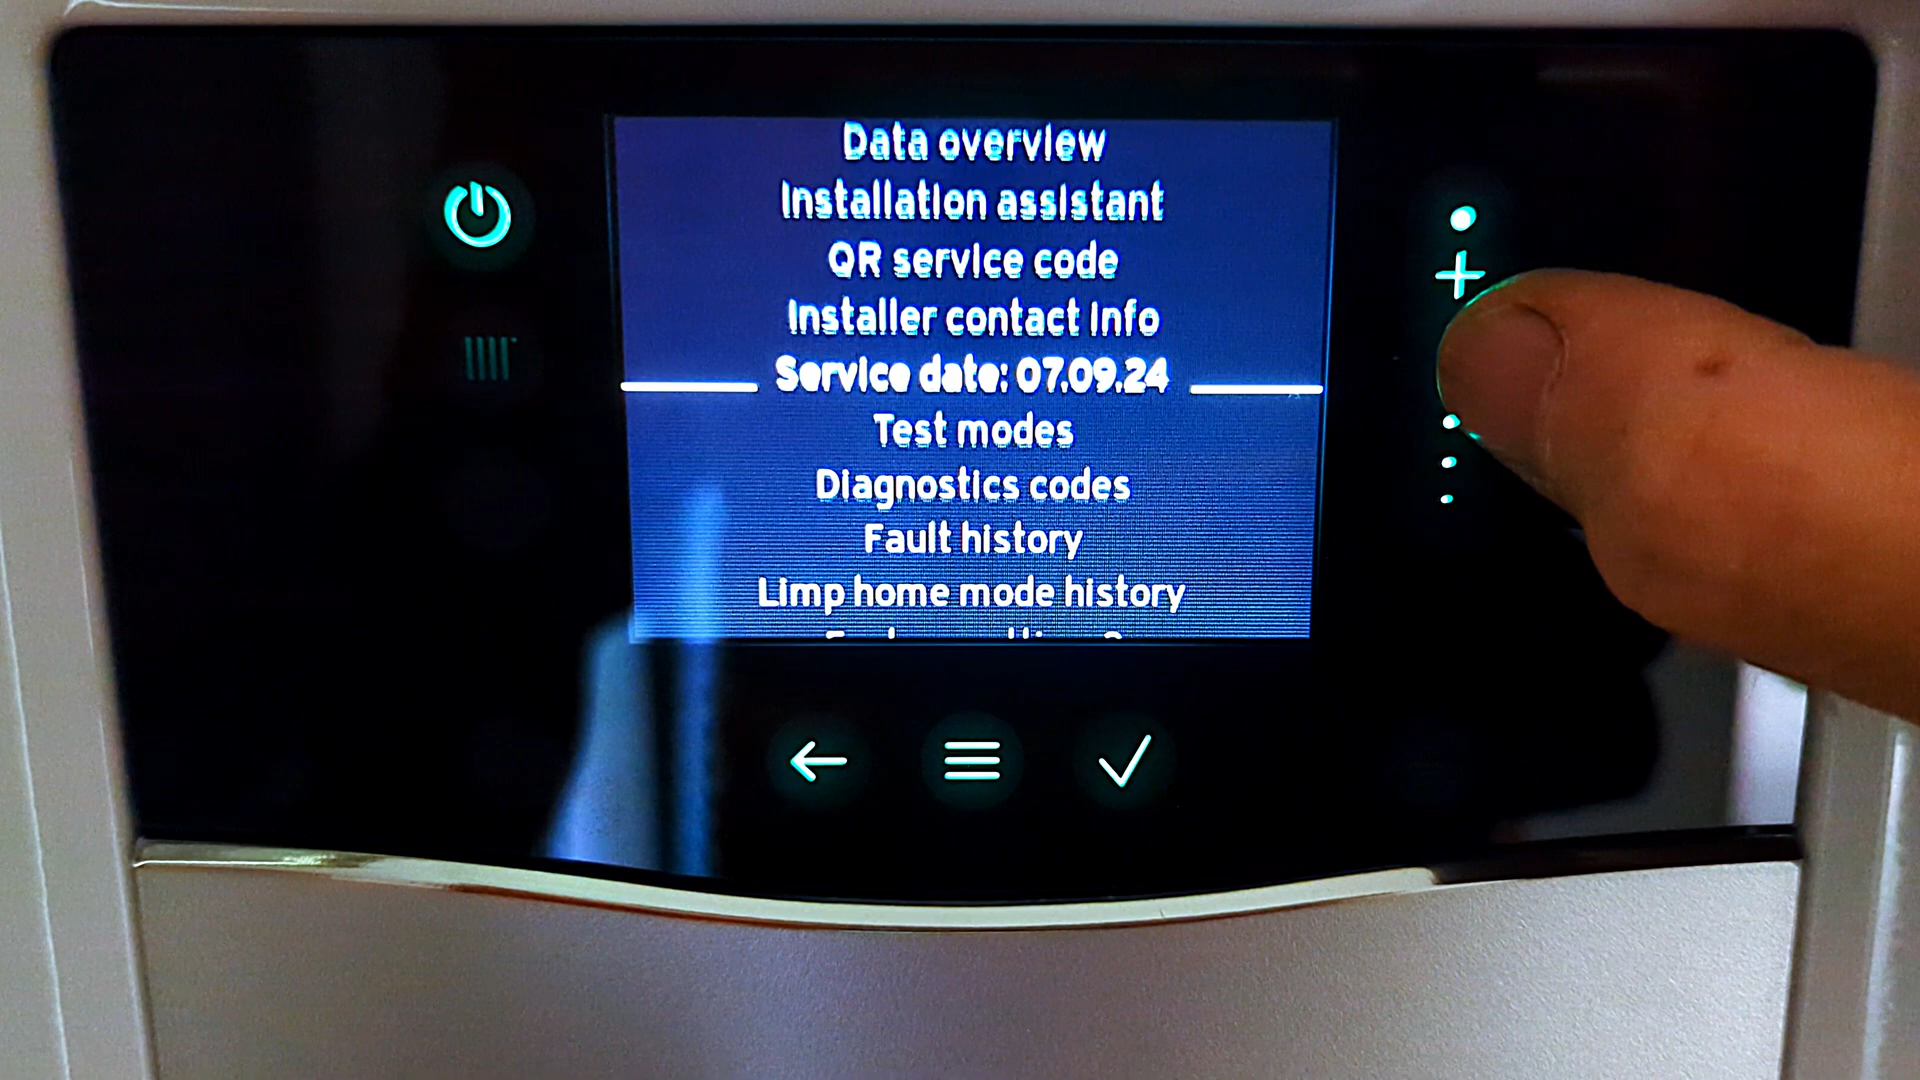 Data overview
Installation assistant
QR service code
Installer contact info
Service date: 07.09.24
Test modes
Diagnostics codes
Fault history
Limp home mode history